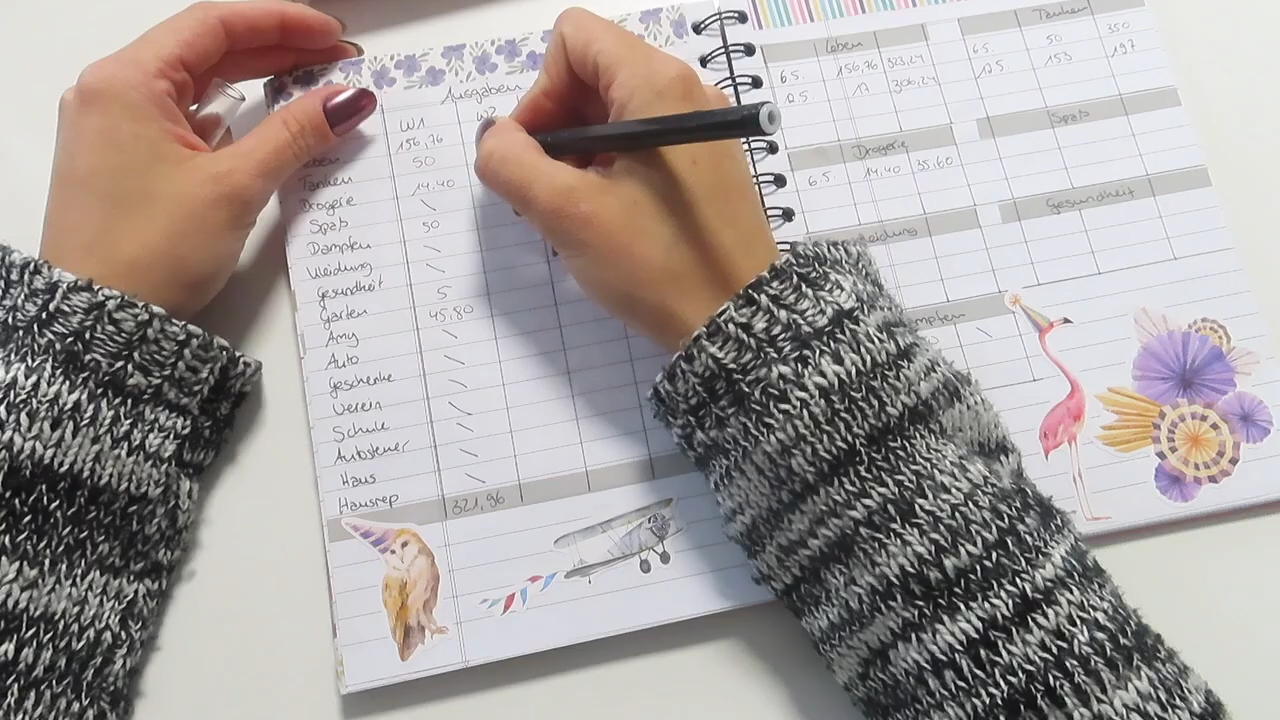 Ausgaben
W1 W2
Leben 156,76
Tanken 50
Drogerie 14,40
Spaß \
Dampfen 50
Kleidung \
Gesundheit \
Garten 5
Amy 45,80
Auto \
Geschenke \
Verein \
Schule \
Aussteuer \
Haus \
Hausrep \
321,96
Leben
6.5. 156,76 323,24
12.5. 17 306,24
Tanken
6.5. 50 350
12.5. 153 197
Drogerie
6.5. 14,40 35,60
Spaß
eidung
Gesundheit
mpfen
\